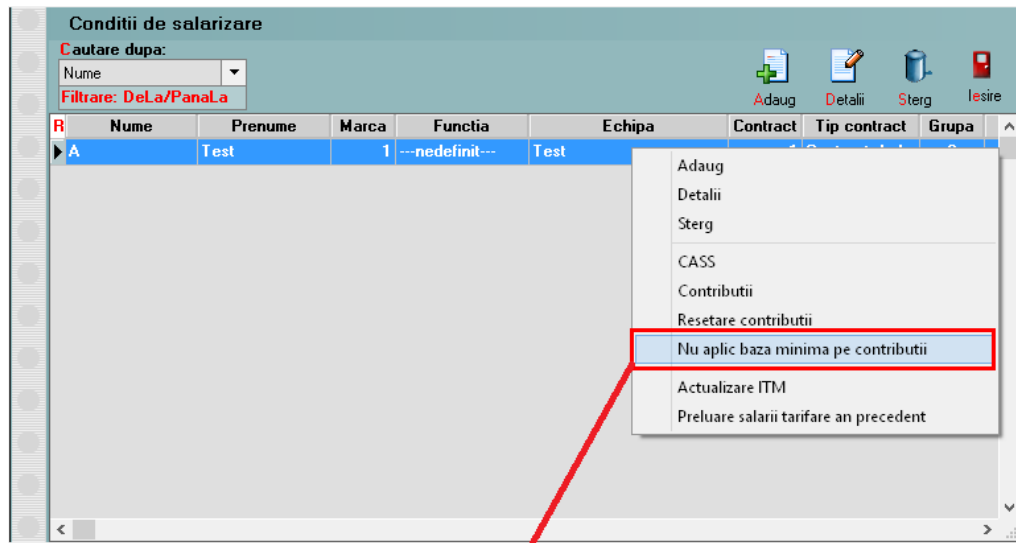 Conditii de salarizare
Cautare dupa:
Nume
Filtrare: DeLa/PanaLa
Adaug Detalii Sterg Iesire
R Nume Prenume Marca Functia Echipa Contract Tip contract Grupa
A Test 1 ---nedefinit--- Test
Adaug
Detalii
Sterg
CASS
Contributii
Resetare contributii
Nu aplic baza minima pe contributii
Actualizare ITM
Preluare salarii tarifare an precedent